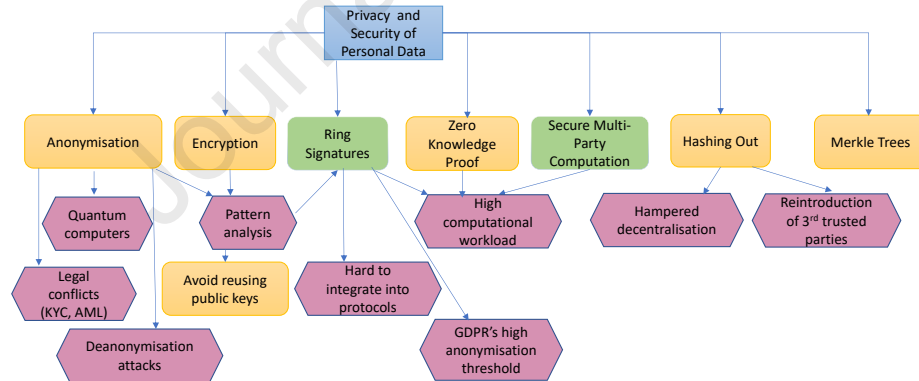 Privacy and
Security of
Personal Data
Anonymisation
Encryption
Ring
Signatures
Zero
Knowledge
Proof
Secure Multi-
Party
Computation
Hashing Out
Merkle Trees
Quantum
computers
Pattern
analysis
High
computational
workload
Hampered
decentralisation
Reintroduction
of 3rd trusted
parties
Legal
conflicts
(KYC, AML)
Avoid reusing
public keys
Hard to
integrate into
protocols
Deanonymisation
attacks
GDPR's high
anonymisation
threshold
Journa